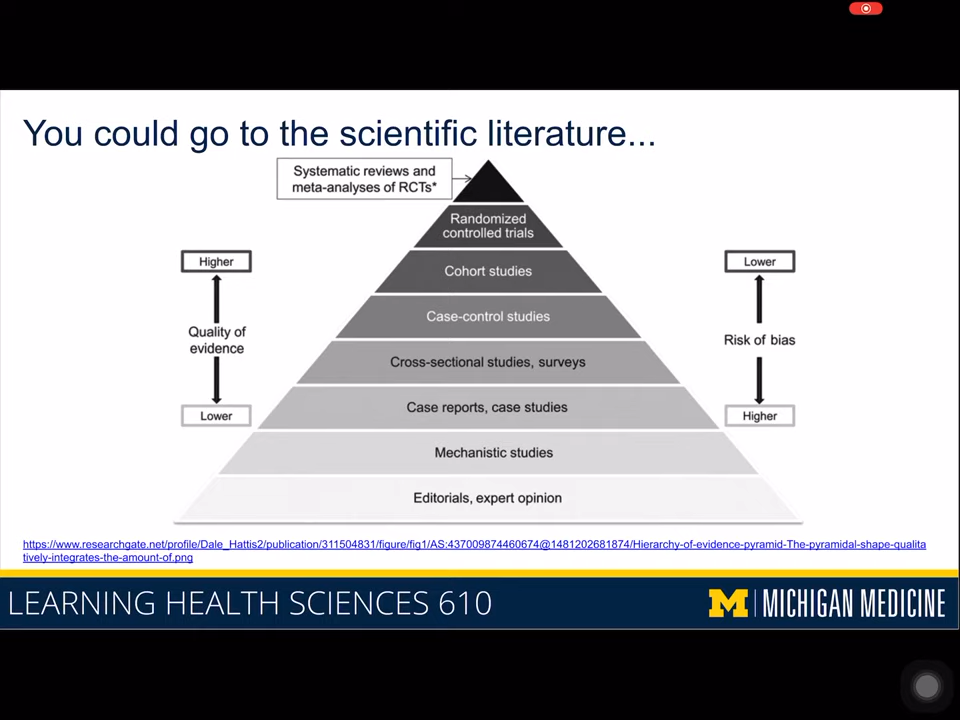 You could go to the scientific literature...
Systematic reviews and
meta-analyses of RCTs*
Randomized
controlled trials
Higher
Lower
Cohort studies
Case-control studies
Quality of
evidence
Risk of bias
Cross-sectional studies, surveys
Case reports, case studies
Lower
Higher
Mechanistic studies
Editorials, expert opinion
https://www.researchgate.net/profile/Dale_Hattis2/publication/311504831/figure/fig1/AS:437009874460674@1481202681874/Hierarchy-of-evidence-pyramid-The-pyramidal-shape-qualita
tively-integrates-the-amount-of.png
LEARNING HEALTH SCIENCES 610
M | MICHIGAN MEDICINE